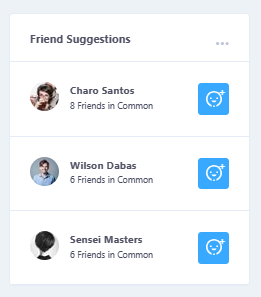 Friend Suggestions
Charo Santos
8 Friends in Common
Wilson Dabas
6 Friends in Common
Sensei Masters
6 Friends in Common